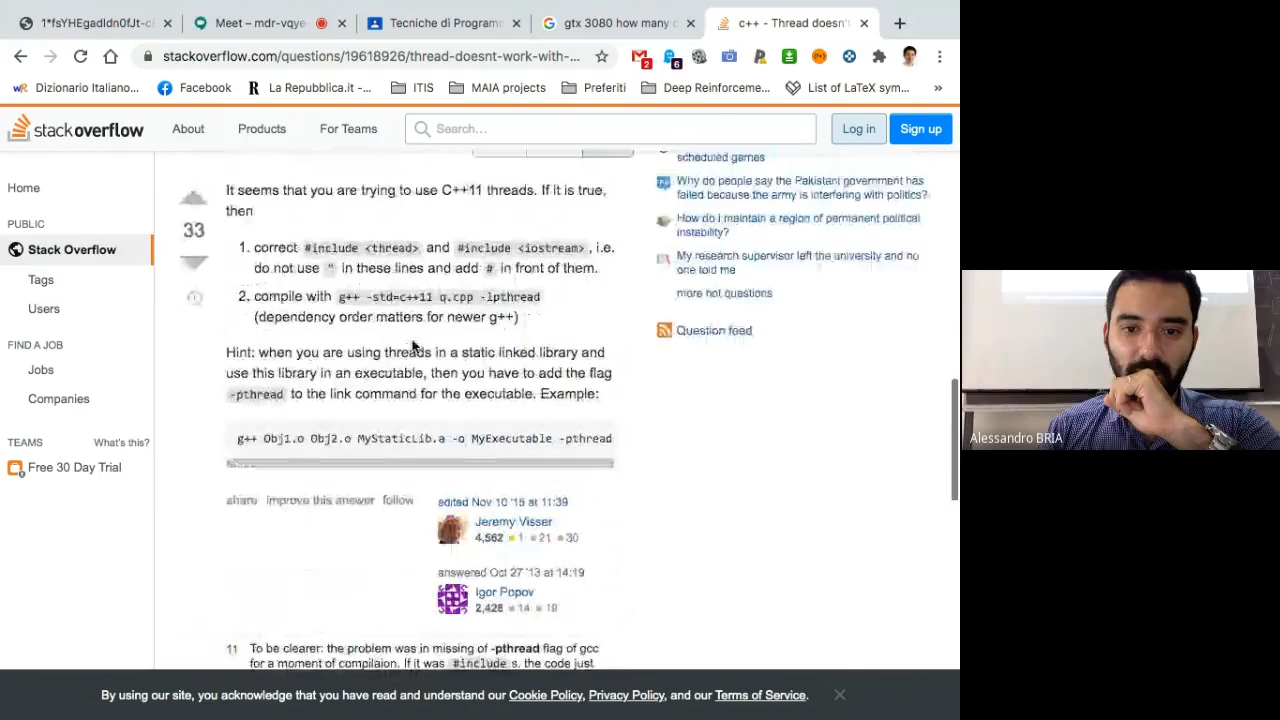 1*fsYHEgadIdn0fJt-c
Meet – mdr-vqye
Tecniche di Program
gtx 3080 how many c
c++ - Thread doesn'
stackoverflow.com/questions/19618926/thread-doesnt-work-with-...
2
6
Dizionario Italiano...
Facebook
La Repubblica.it -...
ITIS
MAIA projects
Preferiti
Deep Reinforceme...
List of LaTeX sym...
»
stackoverflow
About
Products
For Teams
Search...
Log in
Sign up
Home
PUBLIC
Stack Overflow
Tags
Users
FIND A JOB
Jobs
Companies
TEAMS
What's this?
Free 30 Day Trial
33
It seems that you are trying to use C++11 threads. If it is true,
then
1. correct #include <thread> and #include <iostream>, i.e.
do not use " in these lines and add # in front of them.
2. compile with g++ -std=c++11 q.cpp -lpthread
(dependency order matters for newer g++)
Hint: when you are using threads in a static linked library and
use this library in an executable, then you have to add the flag
-pthread to the link command for the executable. Example:
g++ Obj1.o Obj2.o MyStaticLib.a -o MyExecutable -pthread
share improve this answer follow
edited Nov 10 '15 at 11:39
Jeremy Visser
4,562 1 21 30
answered Oct 27 '13 at 14:19
Igor Popov
2,428 14 19
11 To be clearer: the problem was in missing of -pthread flag of gcc
for a moment of compilaion. If it was #include s, the code just
scheduled games
Why do people say the Pakistani government has
failed because the army is interfering with politics?
How do I maintain a region of permanent political
instability?
My research supervisor left the university and no
one told me
more hot questions
Question feed
By using our site, you acknowledge that you have read and understand our Cookie Policy, Privacy Policy, and our Terms of Service.
Alessandro BRIA